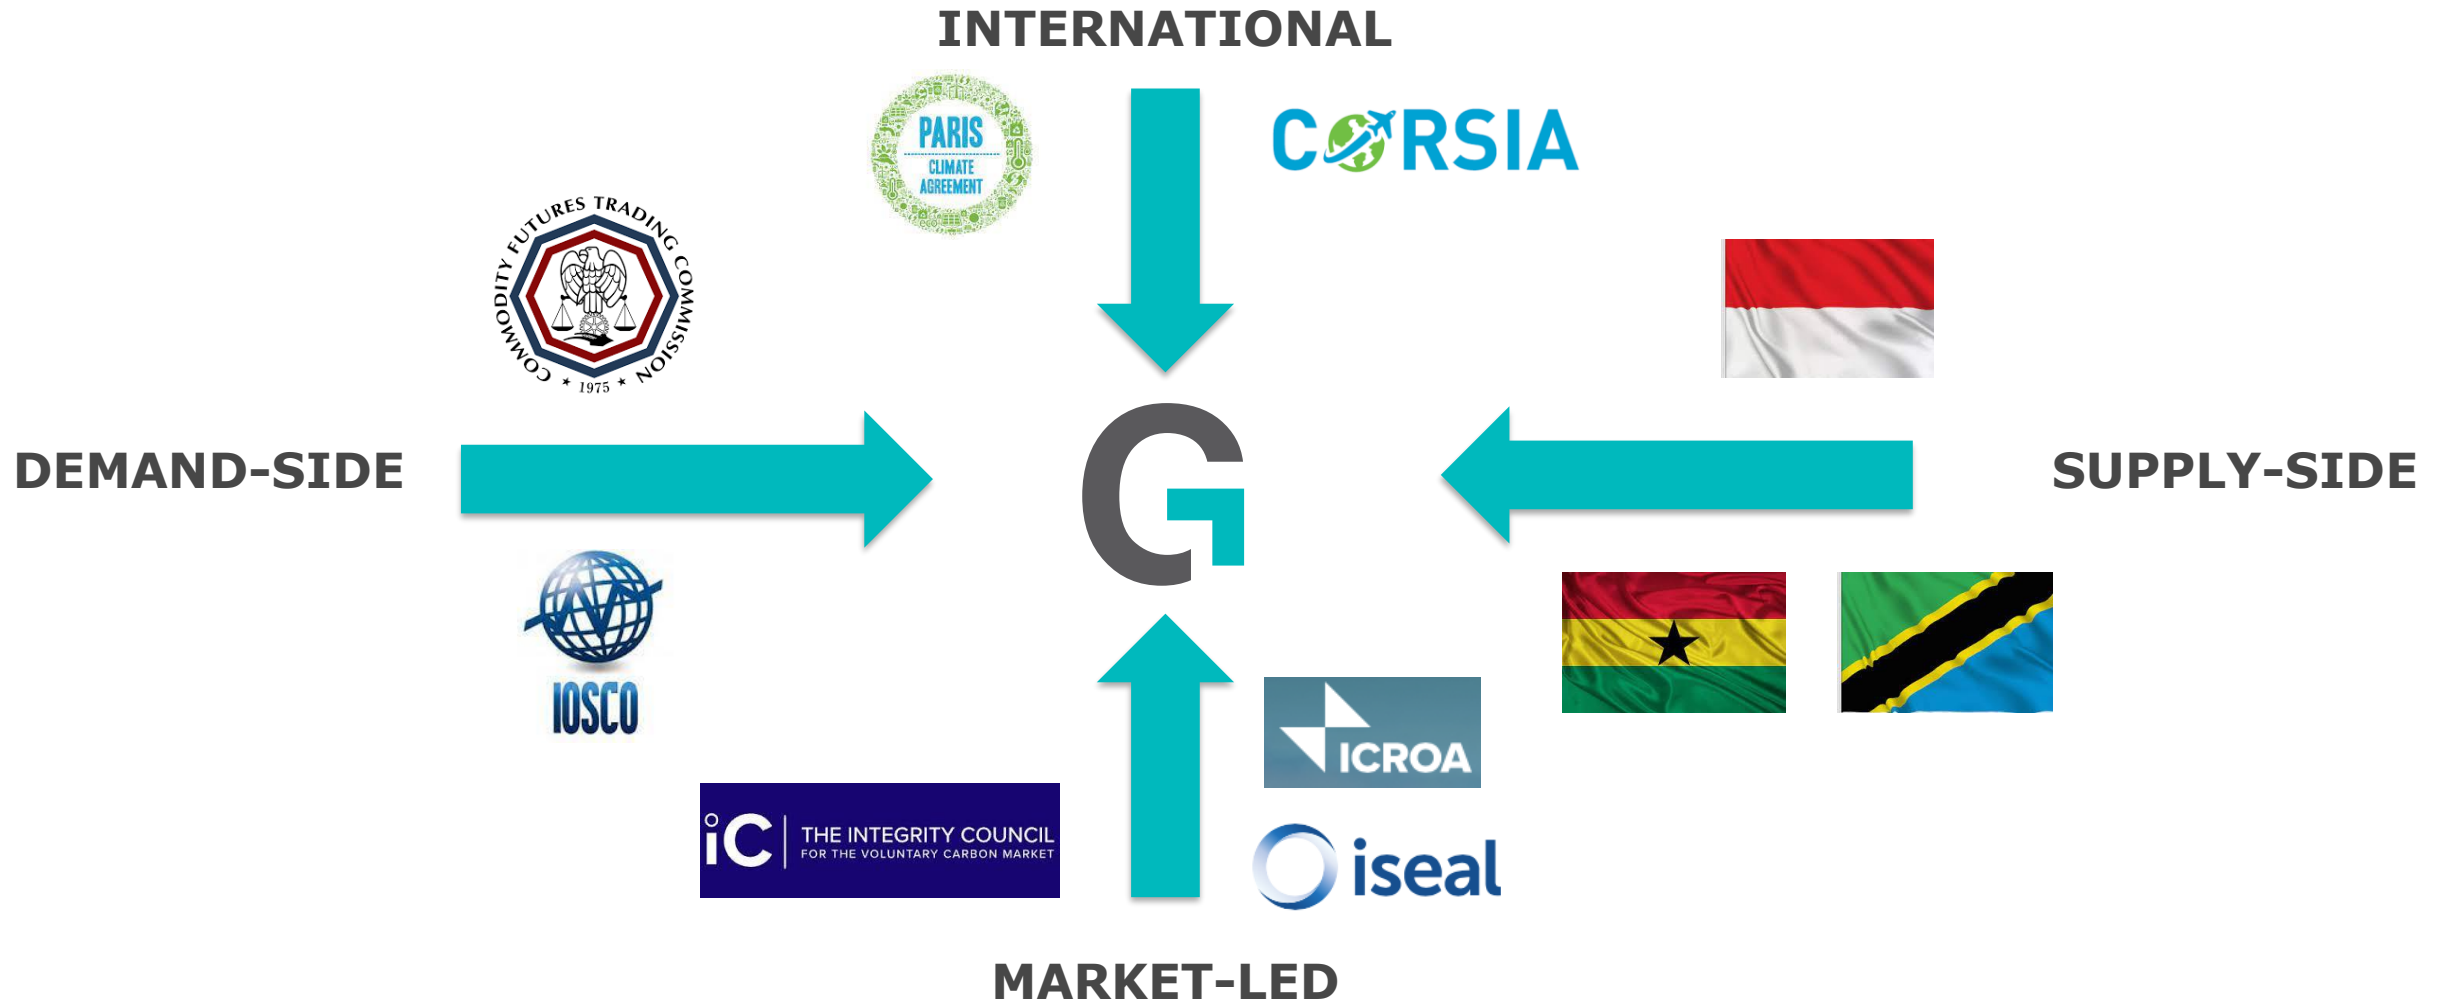 INTERNATIONAL
PARIS
CLIMATE
AGREEMENT
CORSIA
COMMODITY FUTURES TRADING COMMISSION
★ 1975 ★
DEMAND-SIDE
G
SUPPLY-SIDE
IOSCO
ICROA
iC
THE INTEGRITY COUNCIL
FOR THE VOLUNTARY CARBON MARKET
iseal
MARKET-LED